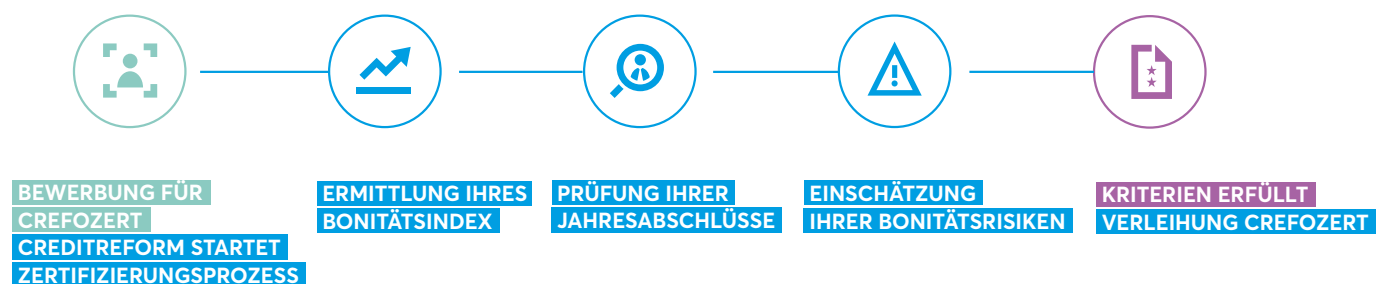 BEWERBUNG FÜR
CREFOZERT
CREDITREFORM STARTET
ZERTIFIZIERUNGSPROZESS
ERMITTLUNG IHRES
BONITÄTSINDEX
PRÜFUNG IHRER
JAHRESABSCHLÜSSE
EINSCHÄTZUNG
IHRER BONITÄTSRISIKEN
KRITERIEN ERFÜLLT
VERLEIHUNG CREFOZERT